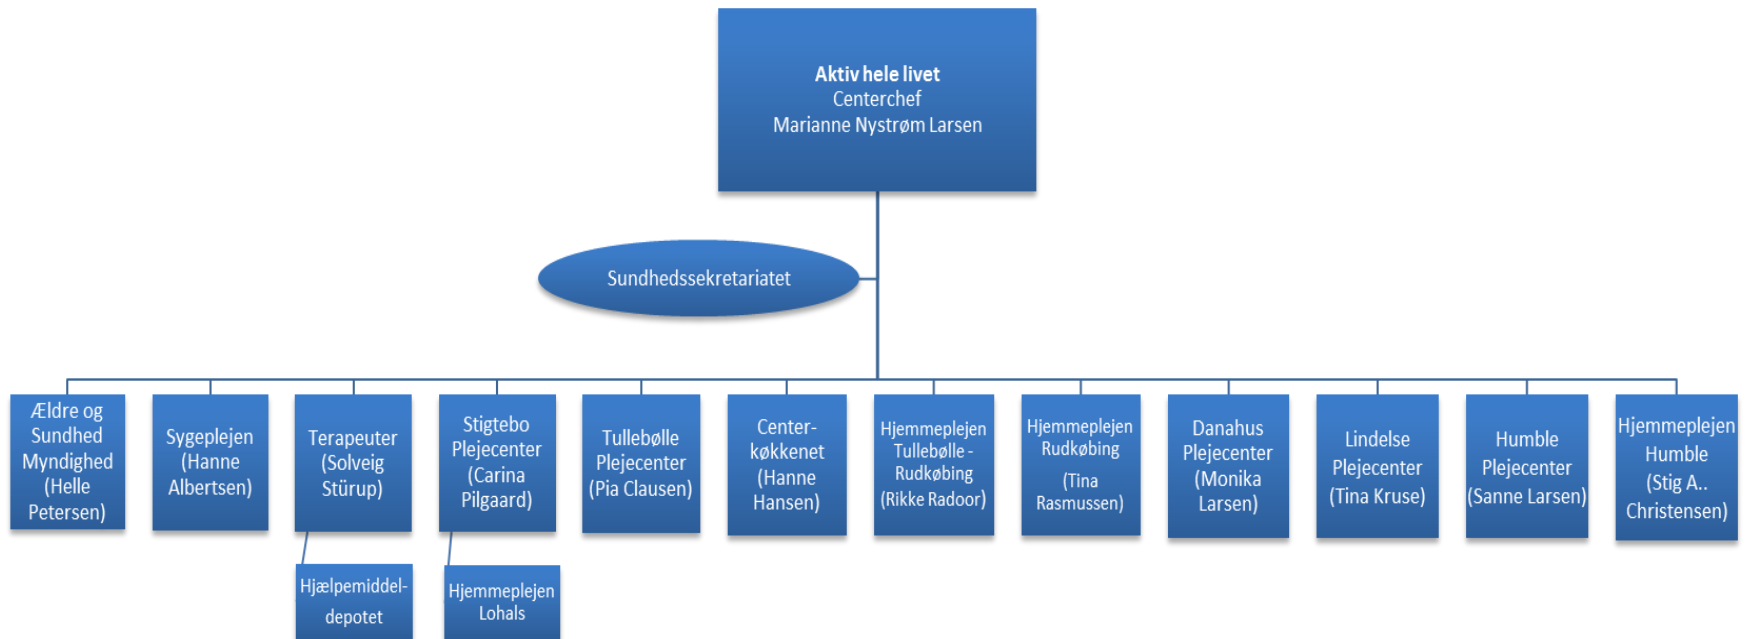 Aktiv hele livet
Centerchef
Marianne Nystrøm Larsen
Sundhedssekretariatet
Ældre og
Sundhed
Myndighed
(Helle
Petersen)
Sygeplejen
(Hanne
Albertsen)
Terapeuter
(Solveig
Stürup)
Stigtebo
Plejecenter
(Carina
Pilgaard)
Tullebølle
Plejecenter
(Pia Clausen)
Center-
køkkenet
(Hanne
Hansen)
Hjemmeplejen
Tullebølle -
Rudkøbing
(Rikke Radoor)
Hjemmeplejen
Rudkøbing
(Tina
Rasmussen)
Danahus
Plejecenter
(Monika
Larsen)
Lindelse
Plejecenter
(Tina Kruse)
Humble
Plejecenter
(Sanne Larsen)
Hjemmeplejen
Humble
(Stig A..
Christensen)
Hjælpemiddel-
depotet
Hjemmeplejen
Lohals